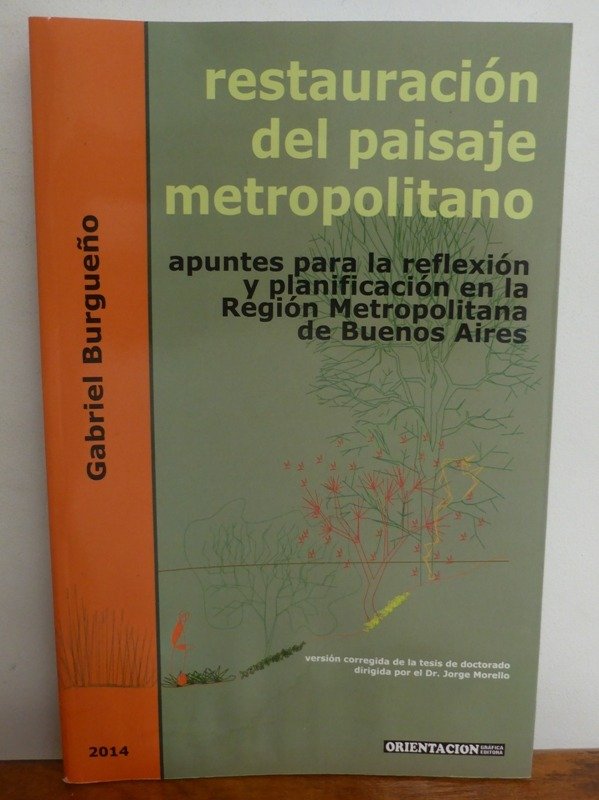 restauración
del paisaje
metropolitano
apuntes para la reflexión
y planificación en la
Región Metropolitana
de Buenos Aires
Gabriel Burgueño
versión corregida de la tesis de doctorado
dirigida por el Dr. Jorge Morello
2014
ORIENTACION GRÁFICA EDITORA